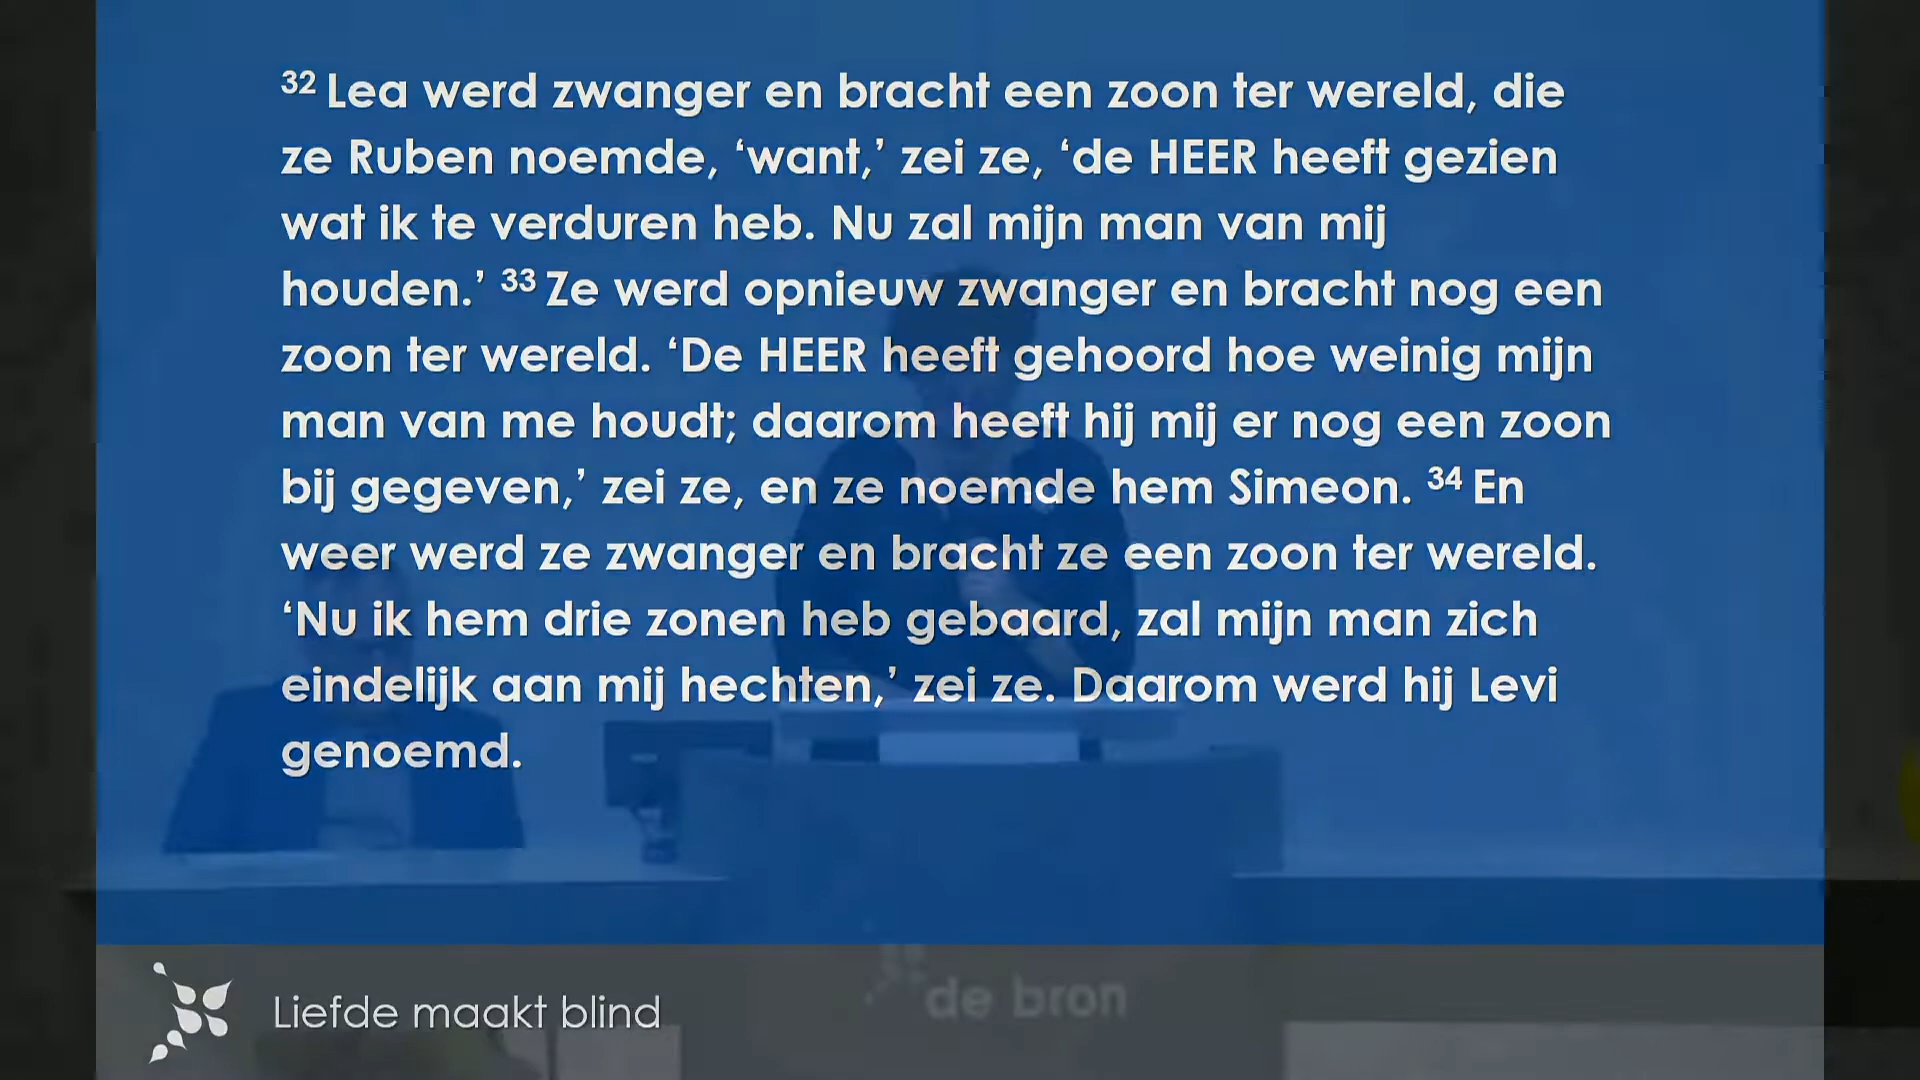 32 Lea werd zwanger en bracht een zoon ter wereld, die
ze Ruben noemde, ‘want,’ zei ze, ‘de HEER heeft gezien
wat ik te verduren heb. Nu zal mijn man van mij
houden.’ 33 Ze werd opnieuw zwanger en bracht nog een
zoon ter wereld. ‘De HEER heeft gehoord hoe weinig mijn
man van me houdt; daarom heeft hij mij er nog een zoon
bij gegeven,’ zei ze, en ze noemde hem Simeon. 34 En
weer werd ze zwanger en bracht ze een zoon ter wereld.
‘Nu ik hem drie zonen heb gebaard, zal mijn man zich
eindelijk aan mij hechten,’ zei ze. Daarom werd hij Levi
genoemd.
de bron
Liefde maakt blind